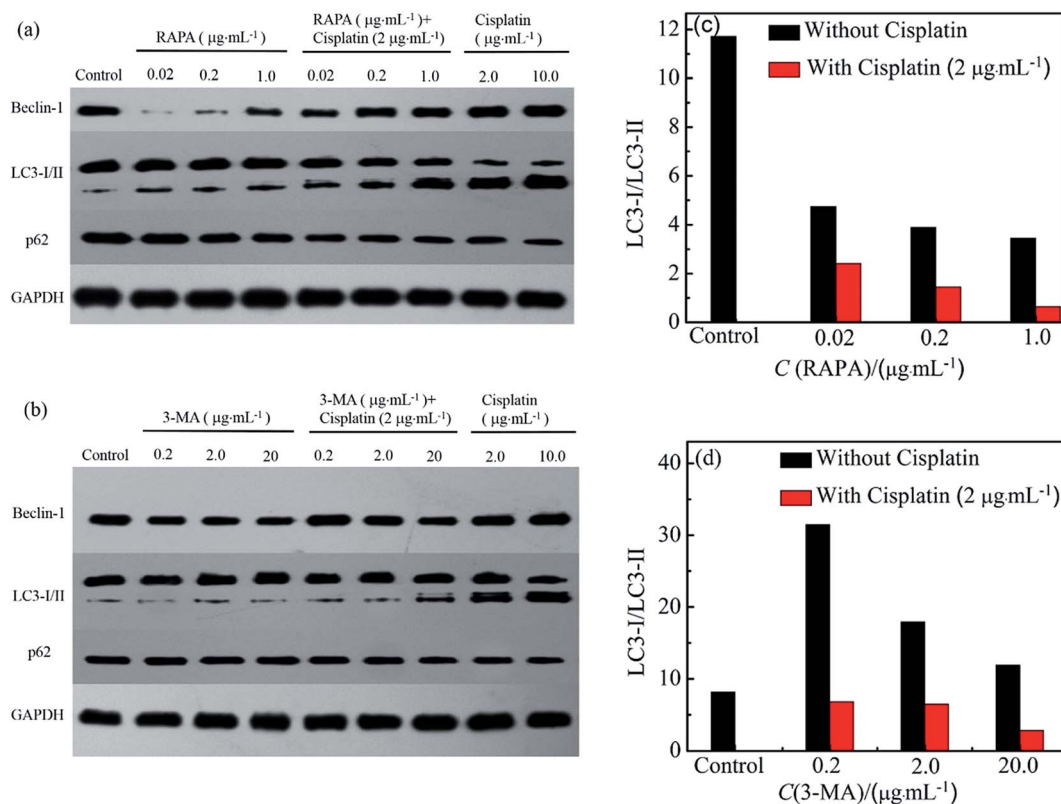 (a)
RAPA ( μg·mL⁻¹)
RAPA ( μg·mL⁻¹)+
Cisplatin (2 μg·mL⁻¹)
Cisplatin
(μg·mL⁻¹)
Control 0.02 0.2 1.0 0.02 0.2 1.0 2.0 10.0
Beclin-1
LC3-I/II
p62
GAPDH
(c)
Without Cisplatin
With Cisplatin (2 μg·mL⁻¹)
12
10
8
6
4
2
0
LC3-I/LC3-II
Control 0.02 0.2 1.0
C (RAPA)/(μg·mL⁻¹)
(b)
3-MA ( μg·mL⁻¹)
3-MA ( μg·mL⁻¹)+
Cisplatin (2 μg·mL⁻¹)
Cisplatin
(μg·mL⁻¹)
Control 0.2 2.0 20 0.2 2.0 20 2.0 10.0
Beclin-1
LC3-I/II
p62
GAPDH
(d)
Without Cisplatin
With Cisplatin (2 μg·mL⁻¹)
40
30
20
10
0
LC3-I/LC3-II
Control 0.2 2.0 20.0
C(3-MA)/(μg·mL⁻¹)